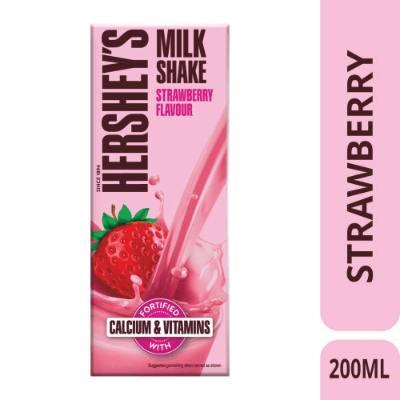 HERSHEY'S
SINCE 1894
MILK
SHAKE
STRAWBERRY
FLAVOUR
FORTIFIED
CALCIUM & VITAMINS
WITH
STRAWBERRY
200ML